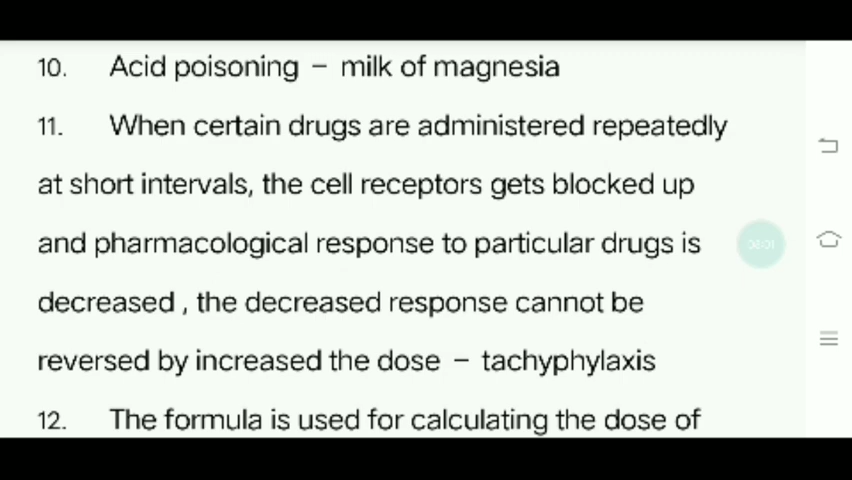 10. Acid poisoning – milk of magnesia
11. When certain drugs are administered repeatedly
at short intervals, the cell receptors gets blocked up
and pharmacological response to particular drugs is
decreased , the decreased response cannot be
reversed by increased the dose – tachyphylaxis
12. The formula is used for calculating the dose of